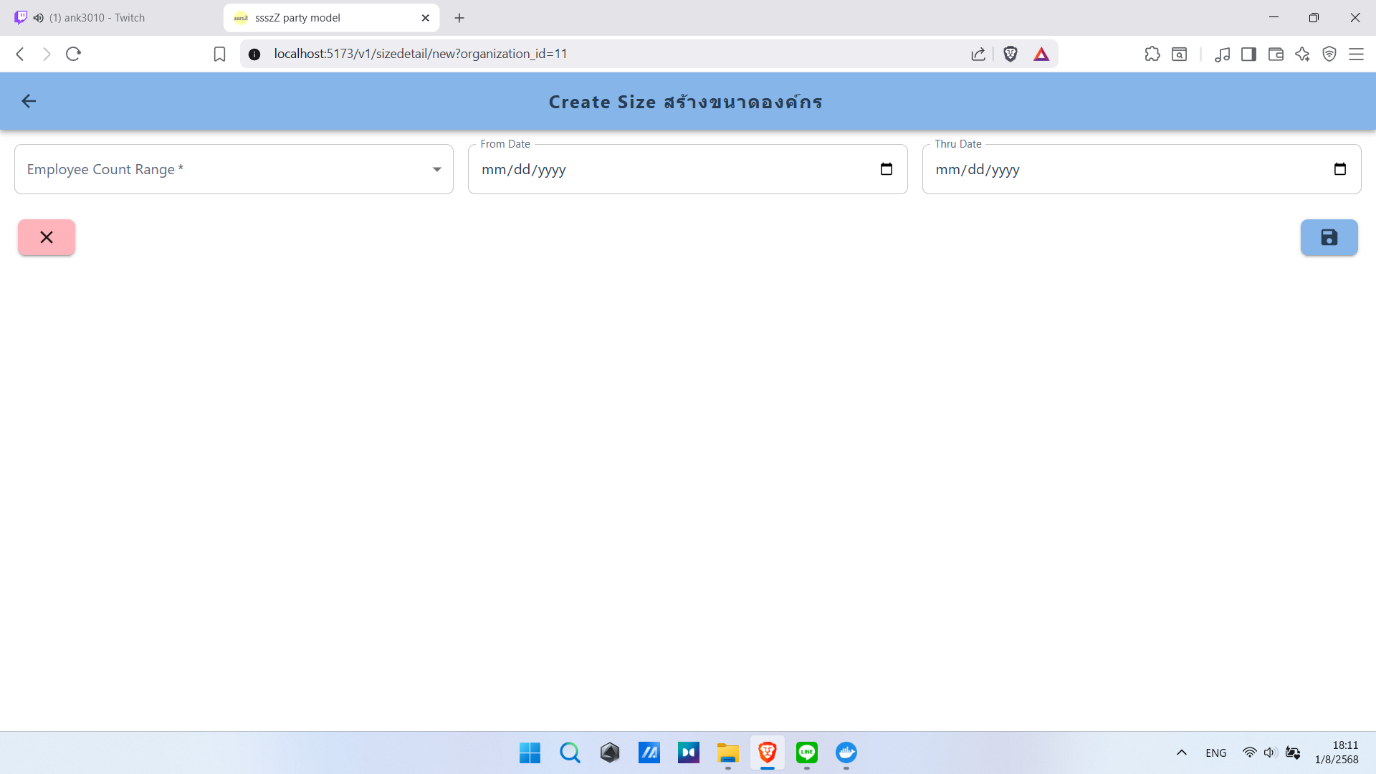 (1) ank3010 - Twitch
ssszZ party model
localhost:5173/v1/sizedetail/new?organization_id=11
Create Size สร้างขนาดองค์กร
From Date
Thru Date
Employee Count Range *
mm/dd/yyyy
mm/dd/yyyy
ENG
18:11
1/8/2568